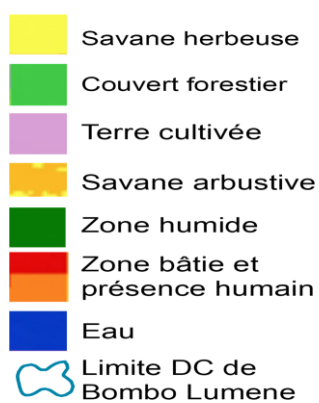 Savane herbeuse
Couvert forestier
Terre cultivée
Savane arbustive
Zone humide
Zone bâtie et
présence humain
Eau
Limite DC de
Bombo Lumene